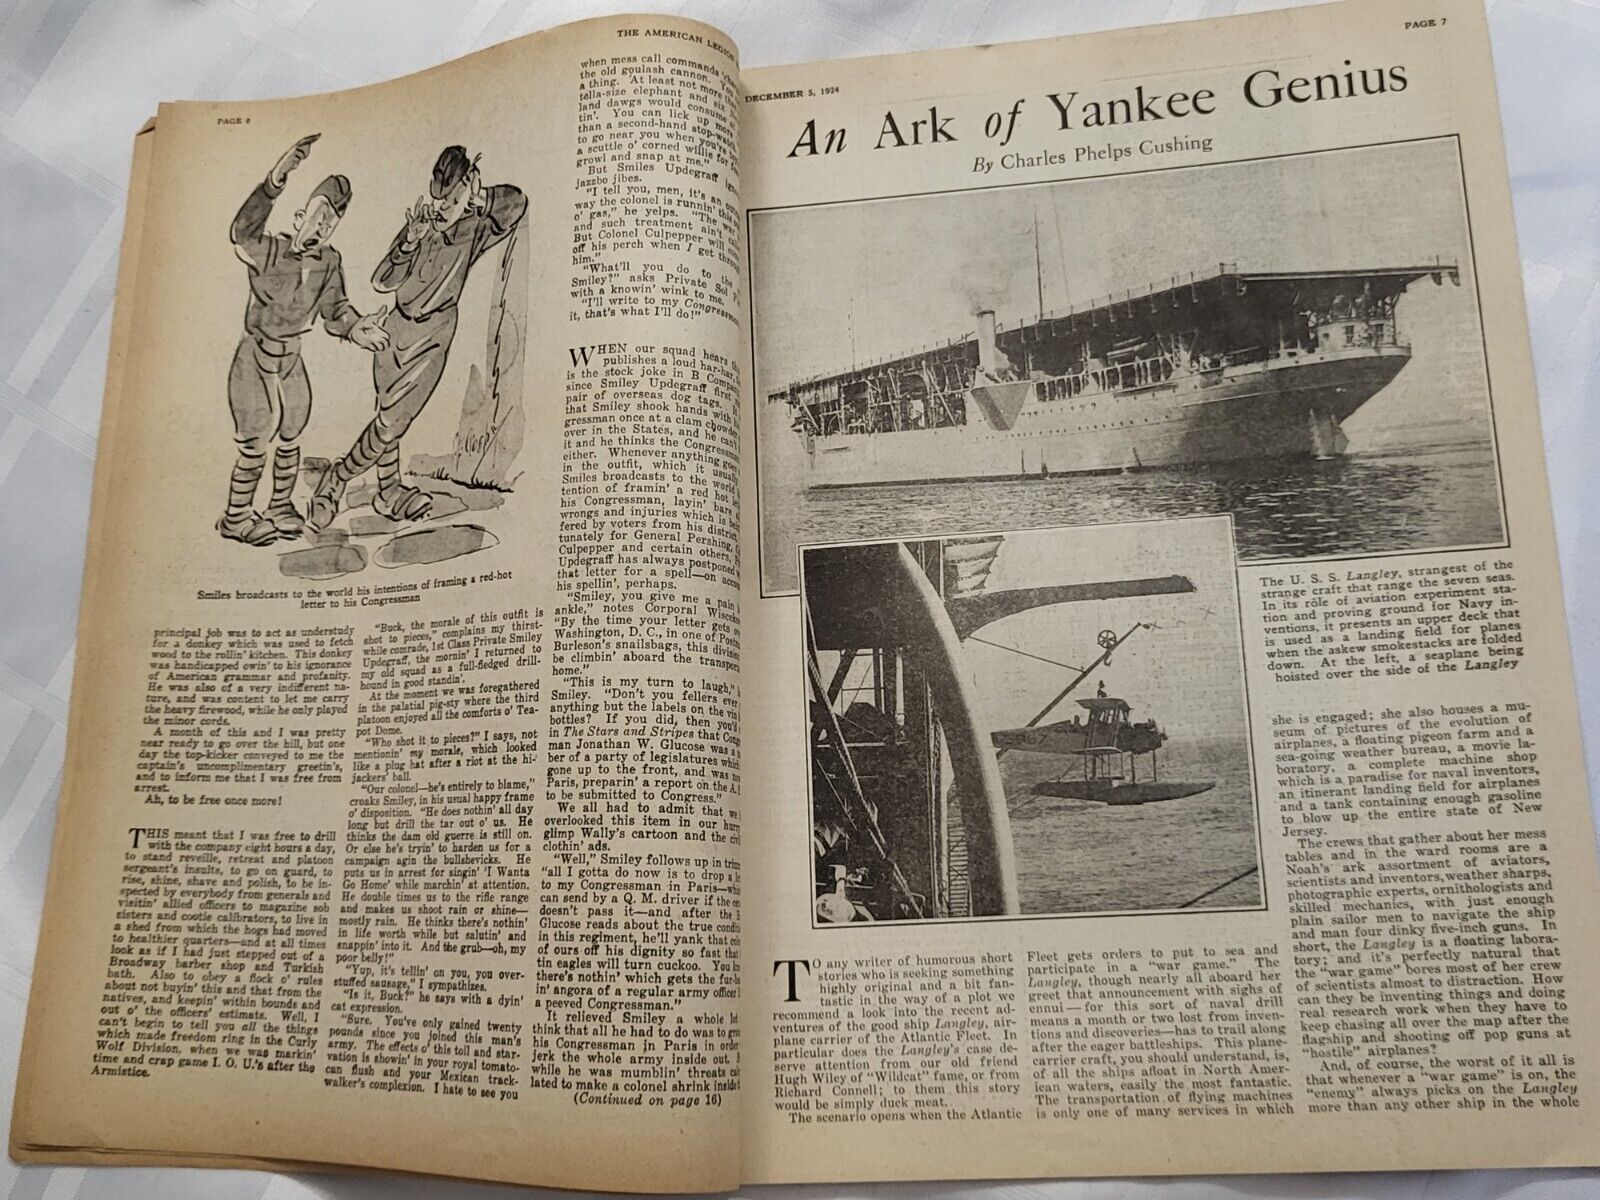 PAGE 6
THE AMERICAN LEGION
Smiles broadcasts to the world his intentions of framing a red-hot
letter to his Congressman
principal job was to act as understudy
for a donkey which was used to fetch
wood to the rollin' kitchen. This donkey
was handicapped owin' to his ignorance
of American grammar and profanity.
He was also of a very indifferent na-
ture, and was content to let me carry
the heavy firewood, while he only played
the minor cords.
A month of this and I was pretty
near ready to go over the hill, but one
day the top-kicker conveyed to me the
captain's uncomplimentary greetin's,
and to inform me that I was free from
arrest.
Ah, to be free once more!
THIS meant that I was free to drill
with the company eight hours a day,
to stand reveille, retreat and platoon
sergeant's insults, to go on guard, to
rise, shine, shave and polish, to be in-
spected by everybody from generals and
visitin' allied officers to magazine sob
sisters and cootie calibrators, to live in
a shed from which the hogs had moved
to healthier quarters—and at all times
look as if I had just stepped out of a
Broadway barber shop and Turkish
bath. Also to obey a flock o' rules
about not buyin' this and that from the
natives, and keepin' within bounds and
out o' the officers' estimats. Well, I
can't begin to tell you all the things
which made freedom ring in the Curly
Wolf Division, when we was markin'
time and crap game I. O. U.'s after the
Armistice.
"Buck, the morale of this outfit is
shot to pieces," complains my thirst-
while comrade, 1st Class Private Smiley
Updegraff, the mornin' I returned to
my old squad as a full-fledged drill-
hound in good standin'.
At the moment we was foregathered
in the palatial pig-sty where the third
platoon enjoyed all the comforts o' Tea-
pot Dome.
"Who shot it to pieces?" I says, not
mentionin' my morale, which looked
like a plug hat after a riot at the hi-
jackers' ball.
"Our colonel—he's entirely to blame,"
croaks Smiley, in his usual happy frame
o' disposition. "He does nothin' all day
long but drill the tar out o' us. He
thinks the dam old guerre is still on.
Or else he's tryin' to harden us for a
campaign agin the bullshevicks. He
puts us in arrest for singin' 'I Wanta
Go Home' while marchin' at attention.
He double times us to the rifle range
and makes us shoot rain or shine—
mostly rain. He thinks there's nothin'
in life worth while but salutin' and
snappin' into it. And the grub—oh, my
poor belly!"
"Yup, it's tellin' on you, you over-
stuffed sausage," I sympathizes.
"Is it, Buck?" he says with a dyin'
cat expression.
"Sure. You've only gained twenty
pounds since you joined this man's
army. The effects o' this toil and star-
vation is showin' in your royal tomato-
can flush and your Mexican track-
walker's complexion. I hate to see you
when mess call commands
the old goulash cannon. You
a thing. At least not more
tella-size elephant and six
land dawgs would consume
tin'. You can lick up more
than a second-hand
to go near you when you're
a scuttle o' corned willie for
growl and snap at me."
But Smiles Updegraff
jazzbo jibes.
"I tell you, men, it's an
way the colonel is runnin' this
o' gas," he yelps. "The war
and such treatment ain't
But Colonel Culpepper will
off his perch when I get
him."
"What'll you do to the
Smiley?" asks Private Sol
with a knowin' wink to me.
"I'll write to my
it, that's what I'll do!"
WHEN our squad hears
publishes a loud har-har.
is the stock joke in B
since Smiley Updegraff first
pair of overseas dog tags.
that Smiley shook hands with
gressman once at a clam chowder
over in the States, and he can't
it and he thinks the
either. Whenever anything
in the outfit, which it usually
Smiles broadcasts to the world
tention of framin' a red hot
his Congressman, layin' bare
wrongs and injuries which is
fered by voters from his district.
tunately for General Pershing,
Culpepper and certain others,
Updegraff has always postponed
that letter for a spell—on
his spellin', perhaps.
"Smiley, you give me a pain
ankle," notes Corporal
"By the time your letter gets
Washington, D. C., in one of
Burleson's snailsbags, this
be climbin' aboard the
home."
"This is my turn to laugh,"
Smiley. "Don't you fellers ever
anything but the labels on the
bottles? If you did, then you'd
in The Stars and Stripes that
man Jonathan W. Glucose was a
ber of a party of legislatures which
gone up to the front, and was
Paris, preparin' a report on the
to be submitted to Congress."
We all had to admit that we
overlooked this item in our
glimp Wally's cartoon and the
clothin' ads.
"Well," Smiley follows up in
"all I gotta do now is to drop a
to my Congressman in Paris—which
can send by a Q. M. driver if the
doesn't pass it—and after the
Glucose reads about the true
in this regiment, he'll yank that
of ours off his dignity so fast that
tin eagles will turn cuckoo. You
there's nothin' which gets the
in' angora of a regular army officer
a peeved Congressman."
It relieved Smiley a whole lot
think that all he had to do was to
his Congressman in Paris in order
jerk the whole army inside out.
while he was mumblin' threats
lated to make a colonel shrink
(Continued on page 16)
DECEMBER 5, 1924
PAGE 7
An Ark of Yankee Genius
By Charles Phelps Cushing
The U. S. S. Langley, strangest of the
strange craft that range the seven seas.
In its rôle of aviation experiment sta-
tion and proving ground for Navy in-
ventions, it presents an upper deck that
is used as a landing field for planes
when the askew smokestacks are folded
down. At the left, a seaplane being
hoisted over the side of the Langley
TO any writer of humorous short
stories who is seeking something
highly original and a bit fan-
tastic in the way of a plot we
recommend a look into the recent ad-
ventures of the good ship Langley, air-
plane carrier of the Atlantic Fleet. In
particular does the Langley's case de-
serve attention from our old friend
Hugh Wiley of "Wildcat" fame, or from
Richard Connell; to them this story
would be simply duck meat.
The scenario opens when the Atlantic
Fleet gets orders to put to sea and
participate in a "war game." The
Langley, though nearly all aboard her
greet that announcement with sighs of
ennui—for this sort of naval drill
means a month or two lost from inven-
tions and discoveries—has to trail along
after the eager battleships. This plane-
carrier craft, you should understand, is,
of all the ships afloat in North Amer-
ican waters, easily the most fantastic.
The transportation of flying machines
is only one of many services in which
she is engaged; she also houses a mu-
seum of pictures of the evolution of
airplanes, a floating pigeon farm and a
sea-going weather bureau, a movie la-
boratory, a complete machine shop
which is a paradise for naval inventors,
an itinerant landing field for airplanes
and a tank containing enough gasoline
to blow up the entire state of New
Jersey.
The crews that gather about her mess
tables and in the ward rooms are a
Noah's ark assortment of aviators,
scientists and inventors, weather sharps,
photographic experts, ornithologists and
skilled mechanics, with just enough
plain sailor men to navigate the ship
and man four dinky five-inch guns. In
short, the Langley is a floating labora-
tory; and it's perfectly natural that
the "war game" bores most of her crew
of scientists almost to distraction. How
can they be inventing things and doing
real research work when they have to
keep chasing all over the map after the
flagship and shooting off pop guns at
"hostile" airplanes?
And, of course, the worst of it all is
that whenever a "war game" is on, the
"enemy" always picks on the Langley
more than any other ship in the whole